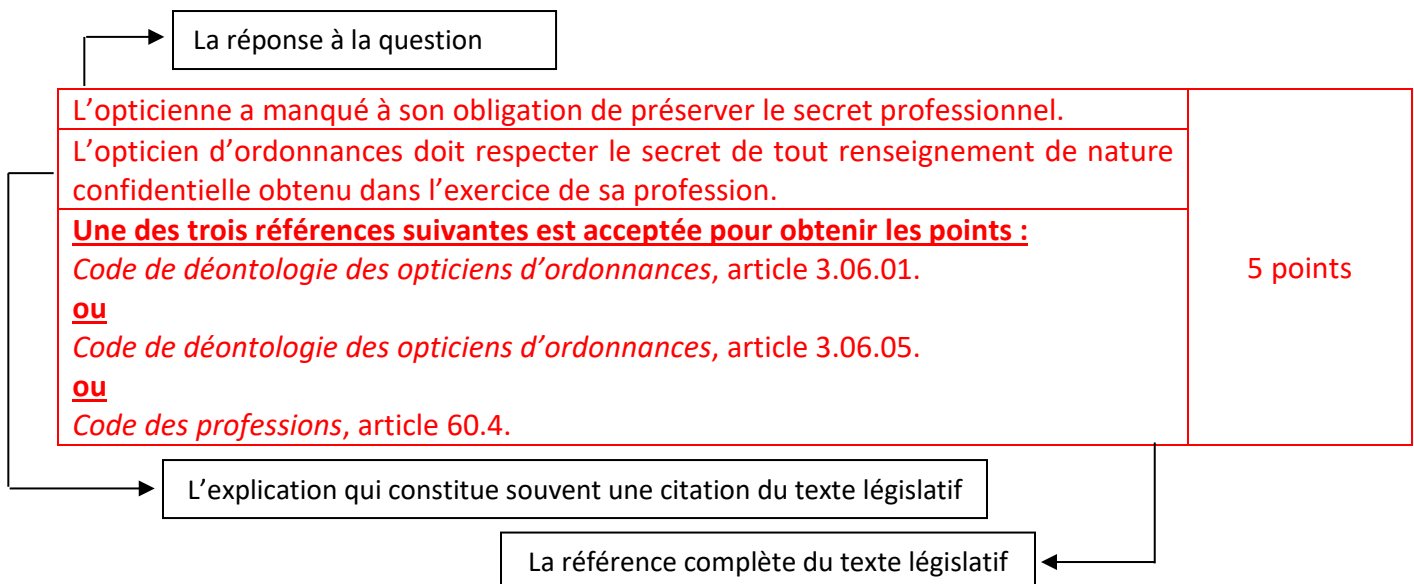 La réponse à la question
L’opticienne a manqué à son obligation de préserver le secret professionnel.
L’opticien d’ordonnances doit respecter le secret de tout renseignement de nature
confidentielle obtenu dans l’exercice de sa profession.
Une des trois références suivantes est acceptée pour obtenir les points :
Code de déontologie des opticiens d’ordonnances, article 3.06.01.
ou
Code de déontologie des opticiens d’ordonnances, article 3.06.05.
ou
Code des professions, article 60.4.
5 points
L’explication qui constitue souvent une citation du texte législatif
La référence complète du texte législatif